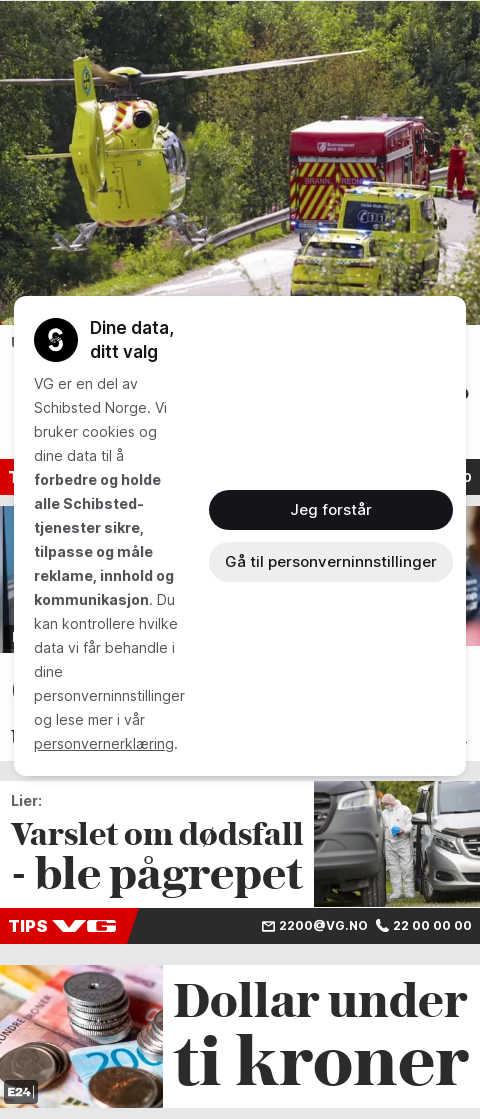 BRANN REDNING
Dine data,
ditt valg
VG er en del av
Schibsted Norge. Vi
bruker cookies og
dine data til å
forbedre og holde
alle Schibsted-
tjenester sikre,
tilpasse og måle
reklame, innhold og
kommunikasjon. Du
kan kontrollere hvilke
data vi får behandle i
dine
personverninnstillinger
og lese mer i vår
personvernerklæring.
Jeg forstår
Gå til personverninnstillinger
Lier:
Varslet om dødsfall
- ble pågrepet
TIPS VG 2200@VG.NO 22 00 00 00
Dollar under
ti kroner
E24